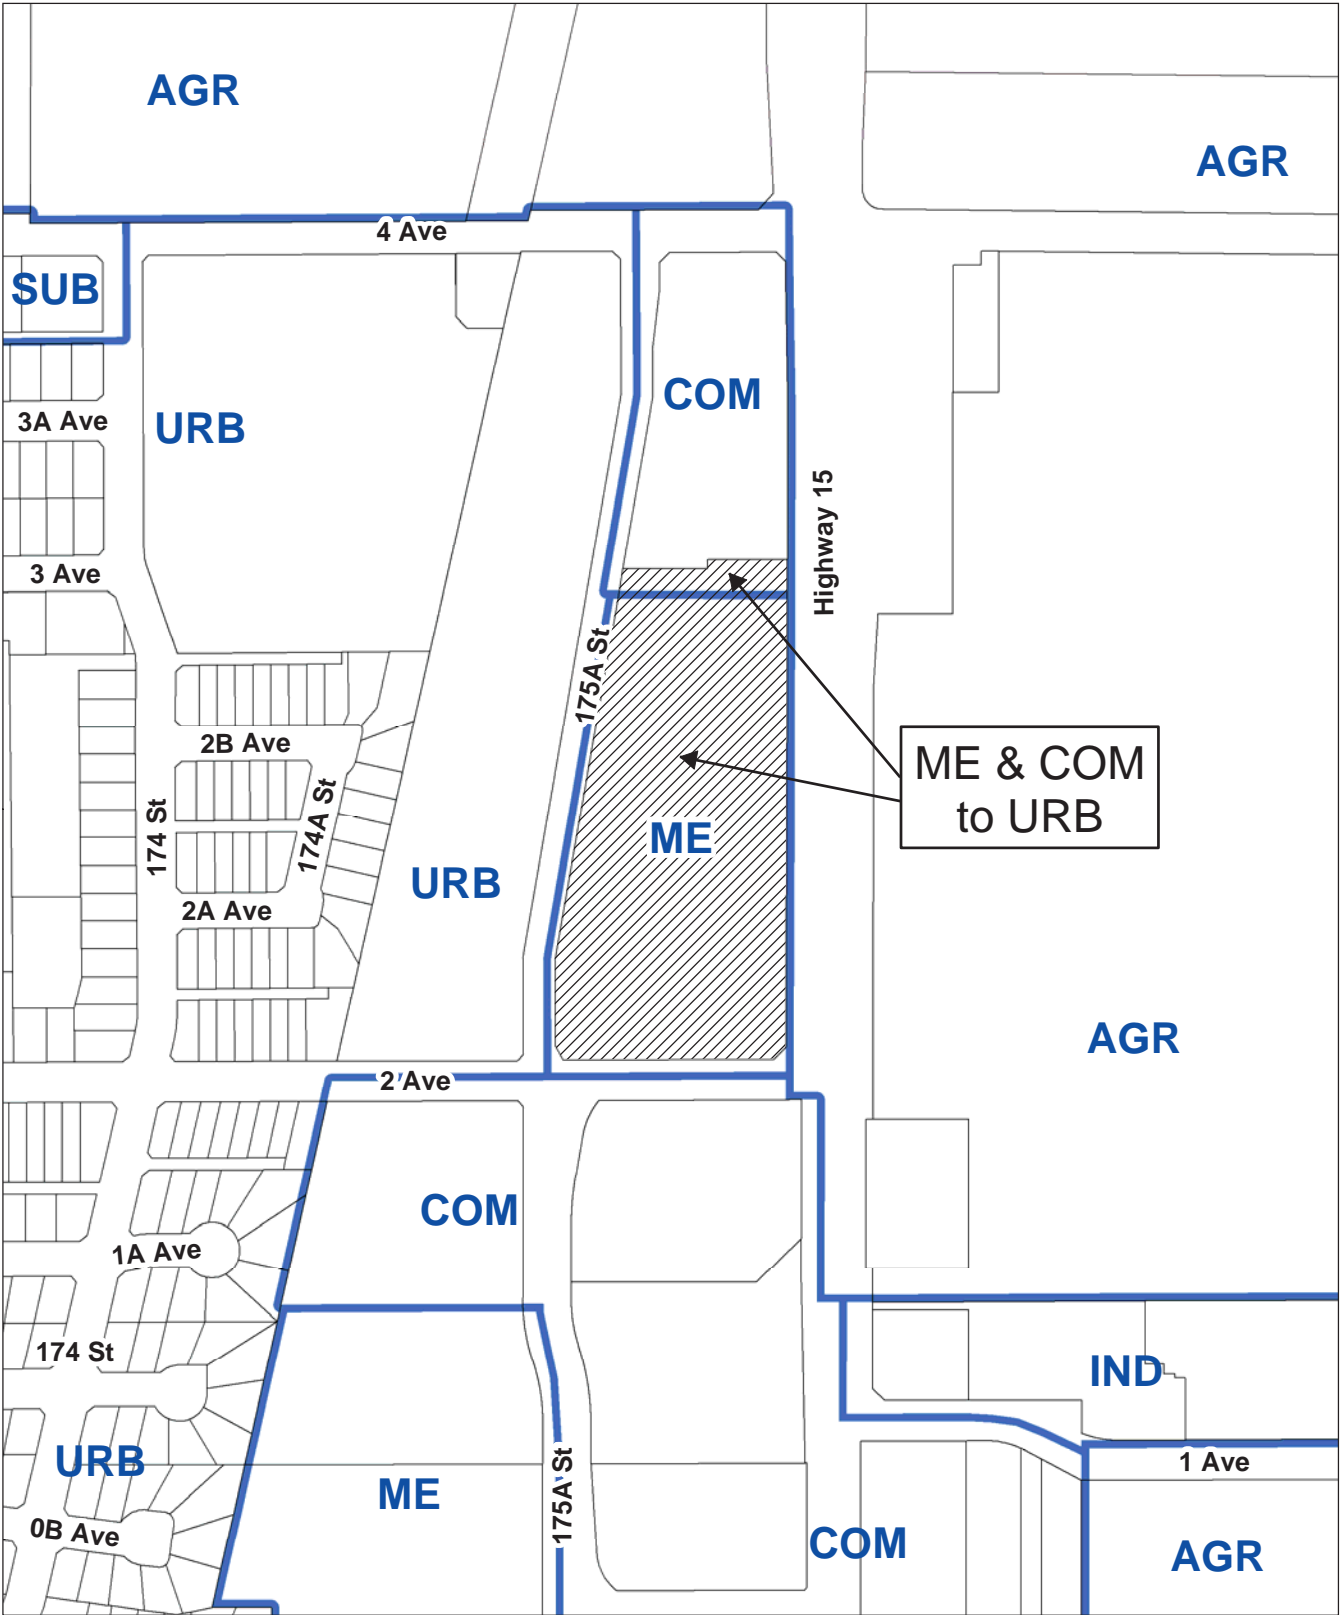 AGR
AGR
4 Ave
SUB
COM
3A Ave
URB
Highway 15
3 Ave
175A St
2B Ave
ME & COM
to URB
174 St
174A St
ME
URB
2A Ave
AGR
2 Ave
COM
1A Ave
174 St
IND
URB
1 Ave
ME
175A St
0B Ave
COM
AGR